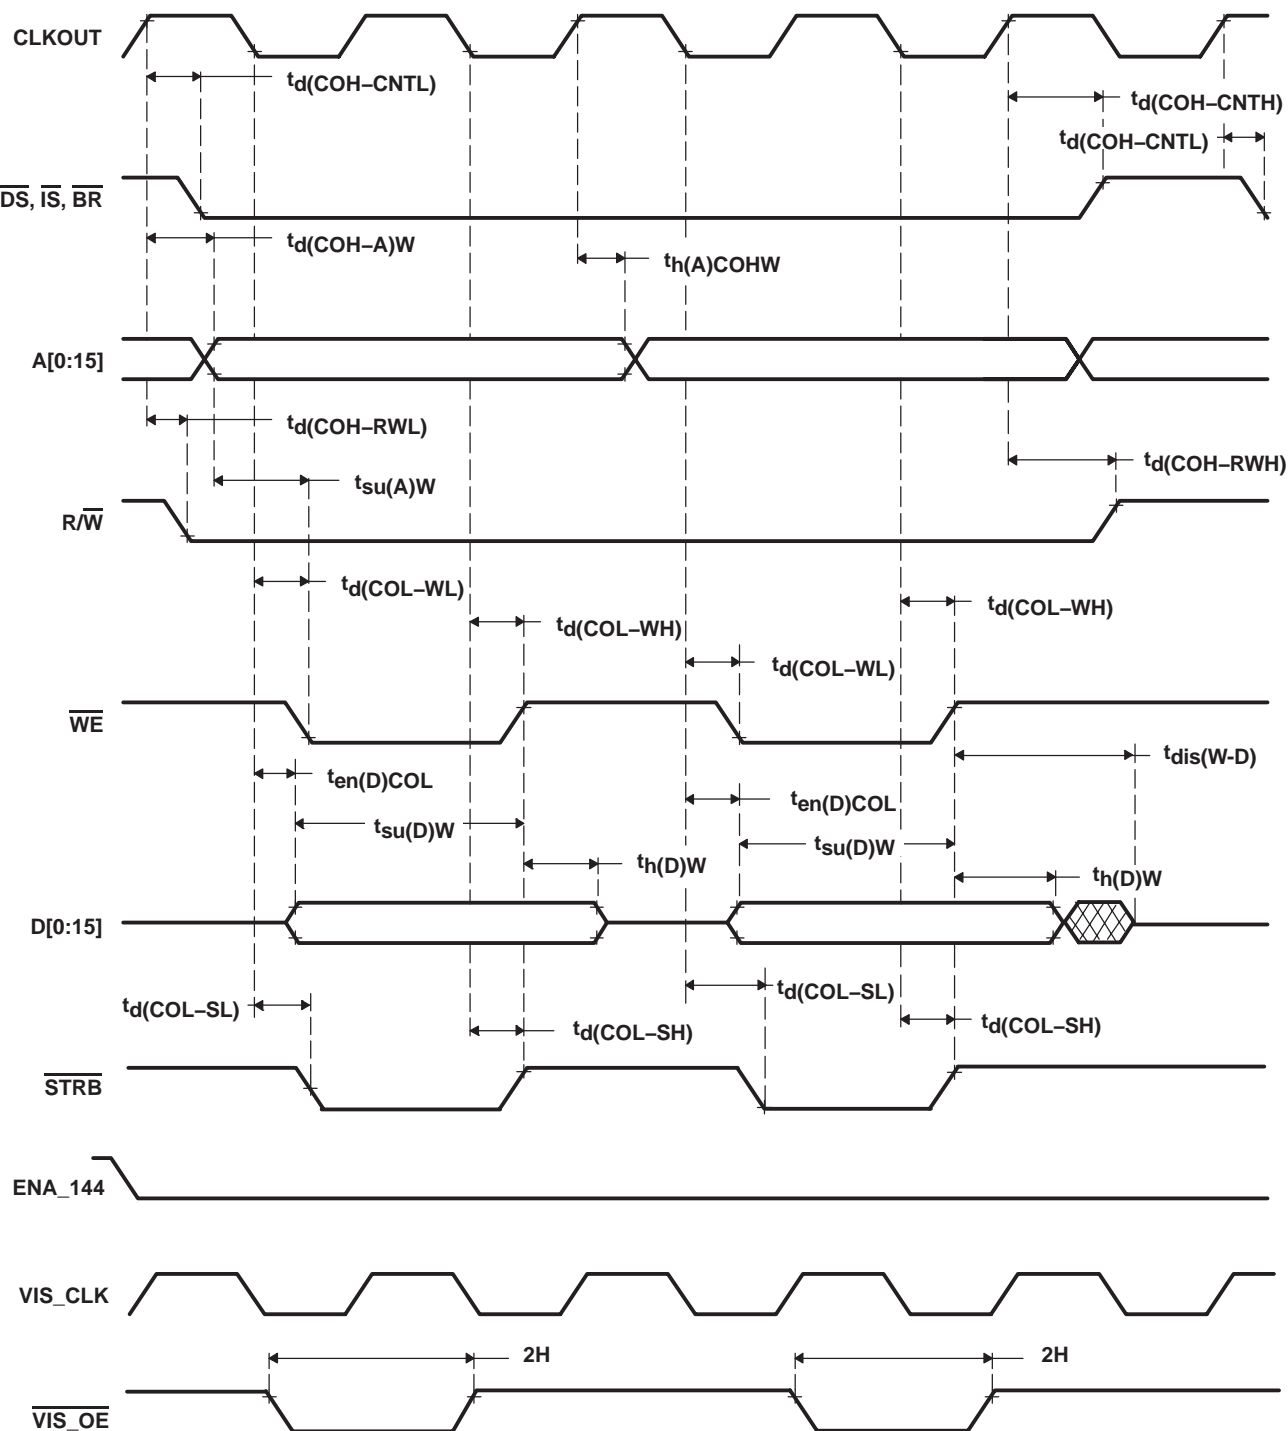 CLKOUT
td(COH–CNTL)
td(COH–CNTH)
td(COH–CNTL)
DS, IS, BR
td(COH–A)W
th(A)COHW
A[0:15]
td(COH–RWL)
td(COH–RWH)
tsu(A)W
R/W
td(COL–WL)
td(COL–WH)
td(COL–WH)
td(COL–WL)
WE
tdis(W-D)
ten(D)COL
ten(D)COL
tsu(D)W
tsu(D)W
th(D)W
th(D)W
D[0:15]
td(COL–SL)
td(COL–SL)
td(COL–SH)
td(COL–SH)
STRB
ENA_144
VIS_CLK
2H
2H
VIS_OE